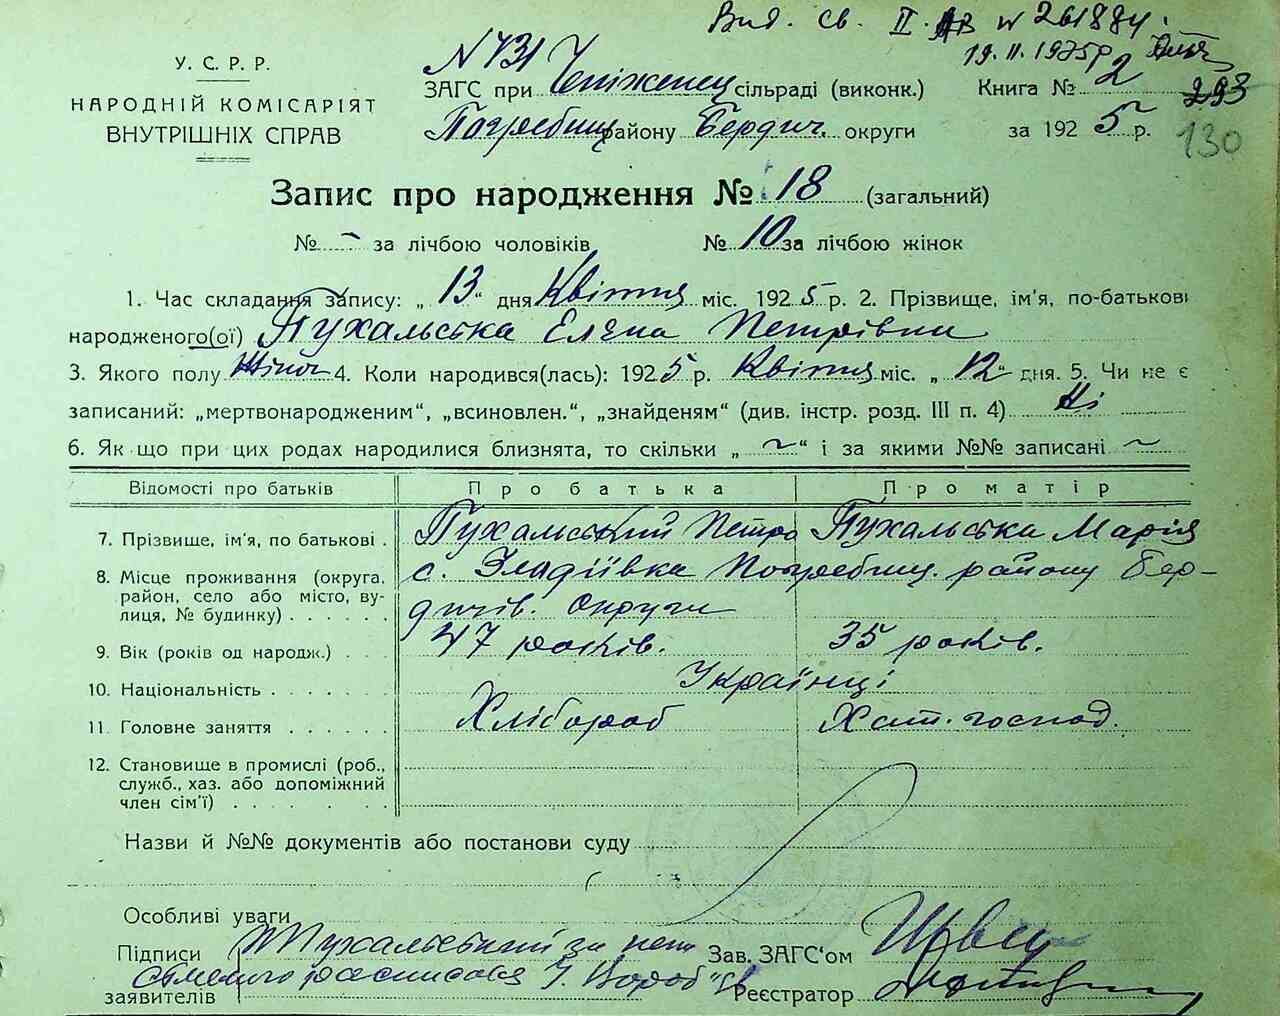 Вид. св. II АВ № 261884.
19.II.1975р
У. С. Р. Р.
НАРОДНІЙ КОМІСАРІЯТ
ВНУТРІШНІХ СПРАВ
№ 731
ЗАГС при Чепіженец сільраді (виконк.) Книга № 2 293
Погребищ району Бердич. округи за 1925 р. 130
Запис про народження № 18 (загальний)
№ - за лічбою чоловіків № 10 за лічбою жінок
1. Час складання запису: „ 13 “ дня Квітня міс. 1925 р. 2. Прізвище, ім'я, по-батькові
народженого(ої) Пухальська Елена Петрівна
3. Якого полу Жіноч 4. Коли народився(лась): 1925 р. Квітня міс. „ 12 “ дня. 5. Чи не є
записаний: „мертвонародженим“, „всиновлен.“, „знайденям“ (див. інстр. розд. III п. 4) Ні
6. Як що при цих родах народилися близнята, то скільки „ ~ “ і за якими №№ записані ~
Відомості про батьків Про батька Про матір
7. Прізвище, ім'я, по батькові . Пухальський Петро Пухальська Марія
8. Місце проживання (округа, район, село або місто, вулиця, № будинку) . . . . . . с. Зладіївка Погребищ. району Бердичів. Округи
9. Вік (років од народж.) . . . 47 років. 35 років.
10. Національність . . . . . . . Українці
11. Головне заняття . . . . . . Хлібороб Хат. господ.
12. Становище в промислі (роб., служб., хаз. або допоміжний член сім'ї) . . . . . . . .
Назви й №№ документів або постанови суду
Особливі уваги
Підписи Пухальський за Зав. ЗАГС'ом Швец
заявителів росписався Реєстратор